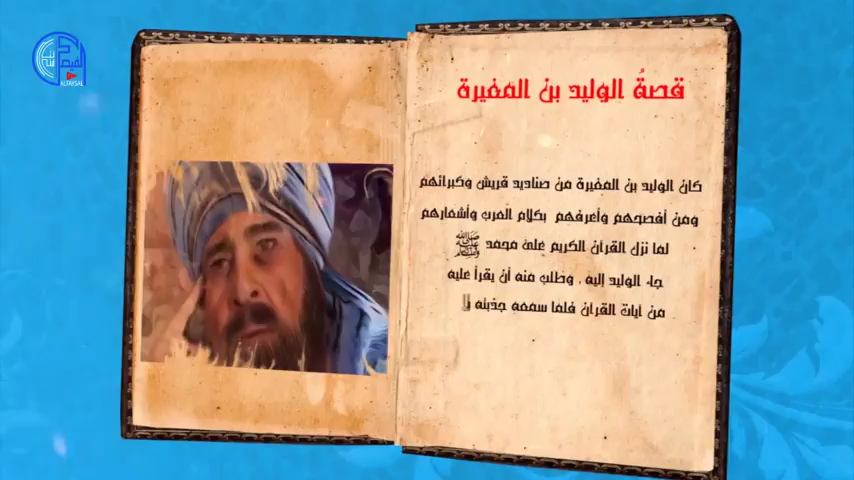 ALFAISAL
قصةُ الوليد بن المغيرة
كان الوليد بن المغيرة من صناديد قريش وكبرائهم
ومن أفصحهم وأعرفهم بكلام العرب وأشعارهم
لما نزل القرآن الكريم على محمد ﷺ
جاء الوليد إليه ، وطلب منه أن يقرأ عليه
من آيات القرآن فلما سمعه جذبته